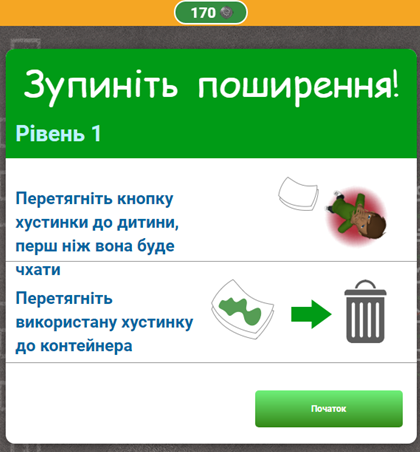 170
Зупиніть поширення!
Рівень 1
Перетягніть кнопку
хустинки до дитини,
перш ніж вона буде
чхати
Перетягніть
використану хустинку
до контейнера
Початок